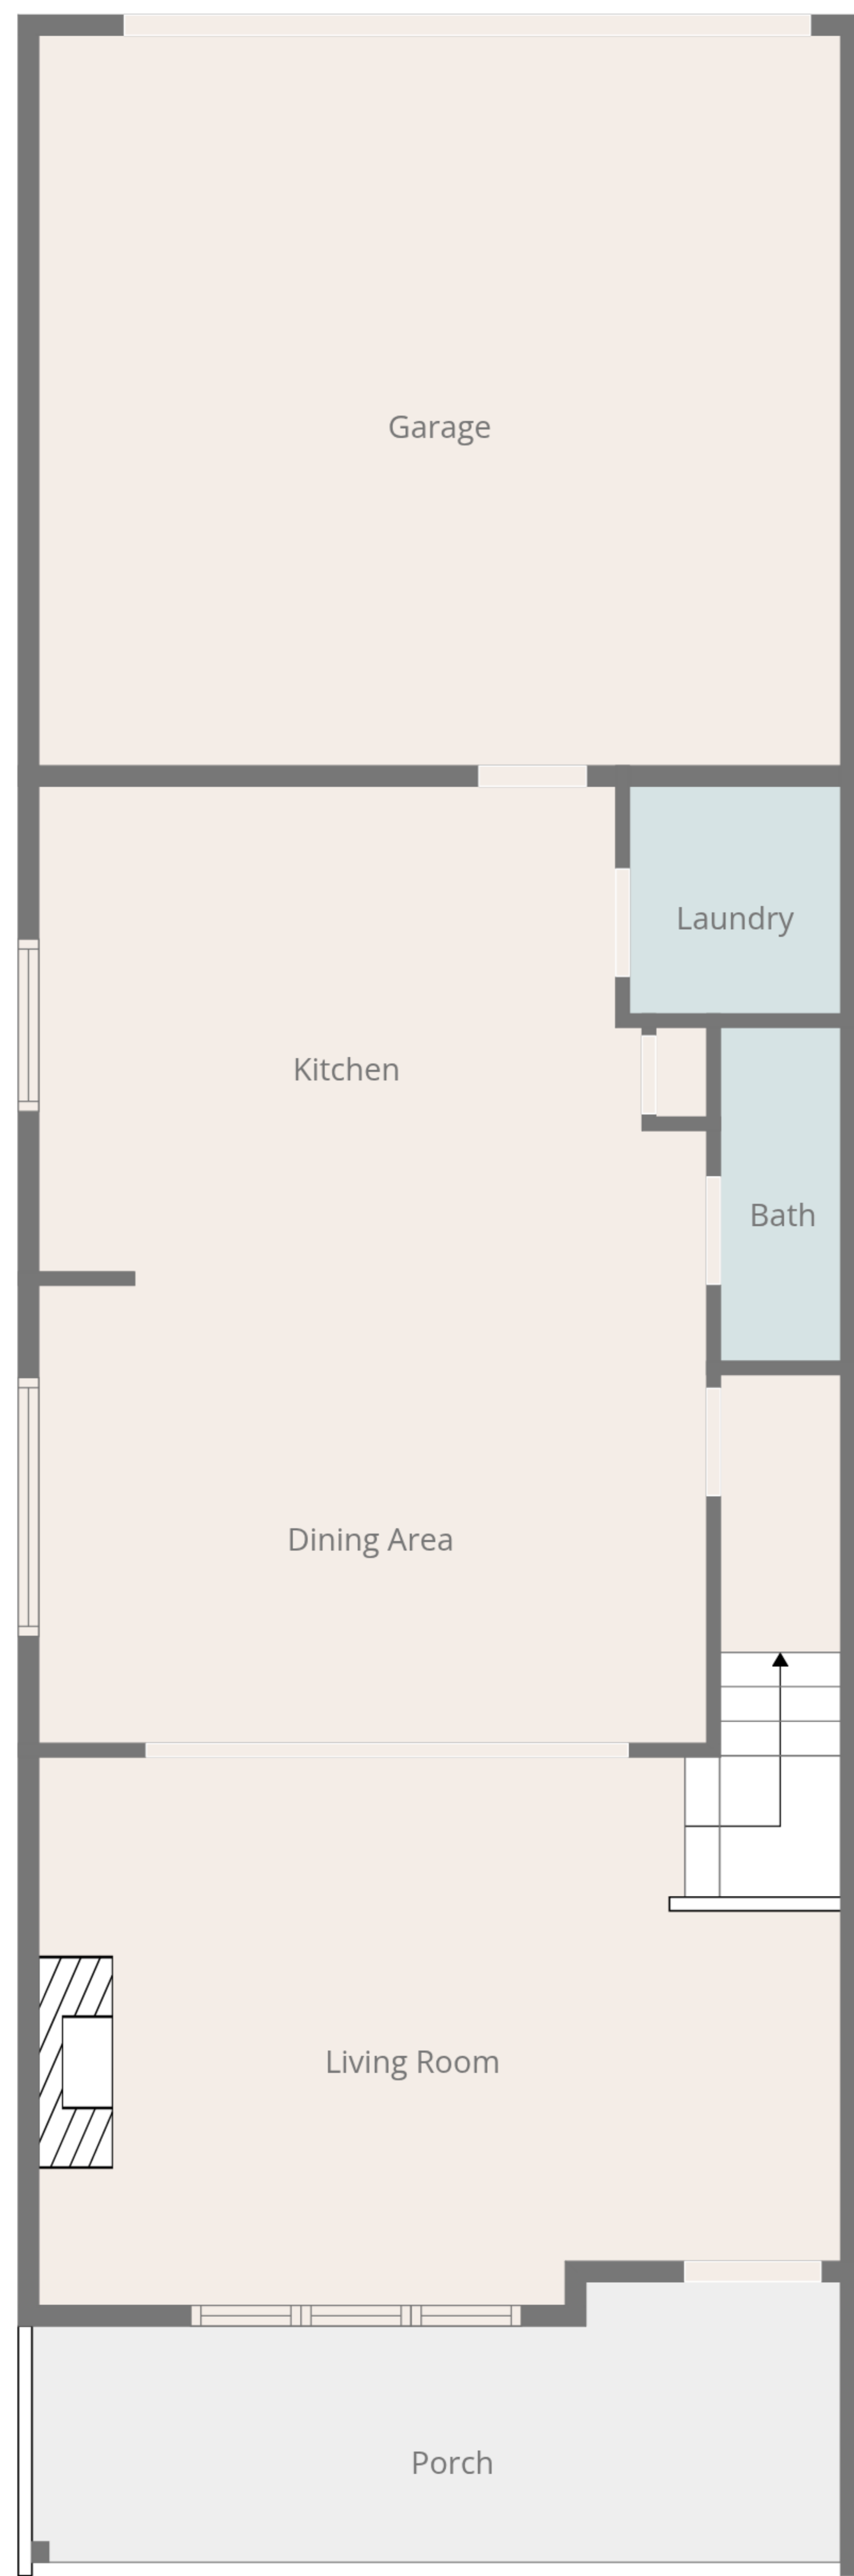 Garage
Laundry
Kitchen
Bath
Dining Area
Living Room
Porch